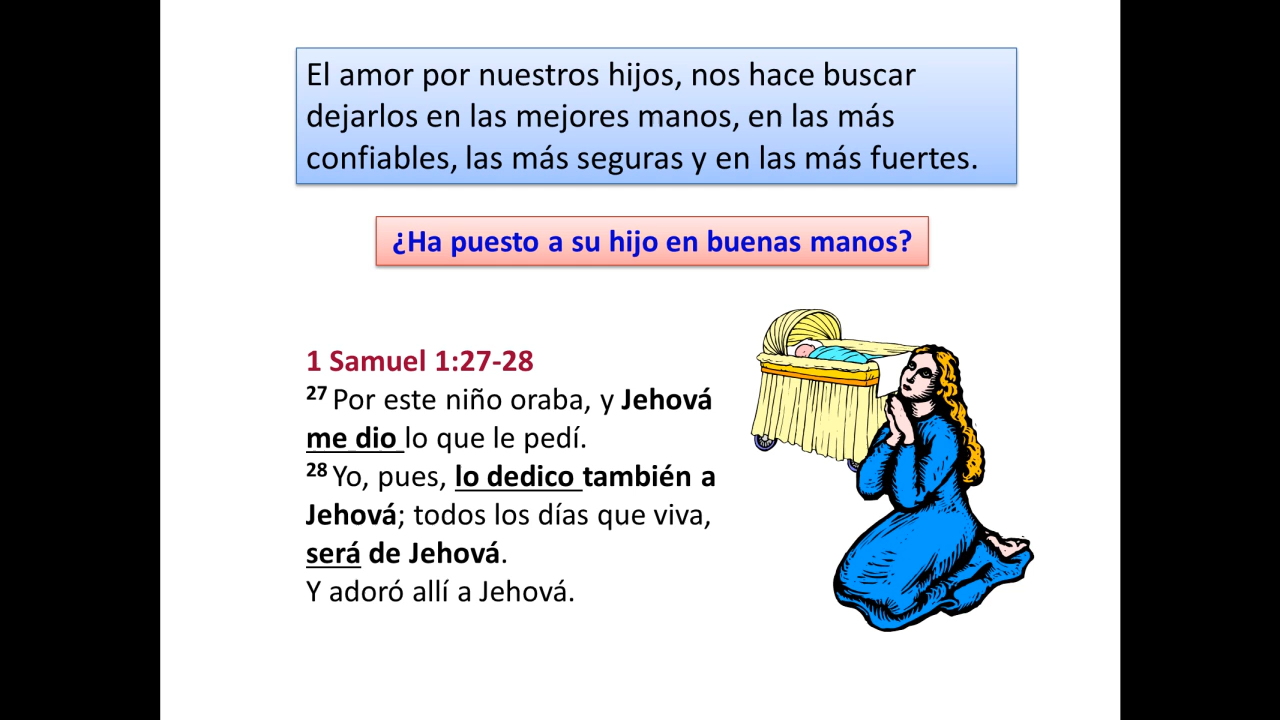 El amor por nuestros hijos, nos hace buscar
dejarlos en las mejores manos, en las más
confiables, las más seguras y en las más fuertes.
¿Ha puesto a su hijo en buenas manos?
1 Samuel 1:27-28
27 Por este niño oraba, y Jehová
me dio lo que le pedí.
28 Yo, pues, lo dedico también a
Jehová; todos los días que viva,
será de Jehová.
Y adoró allí a Jehová.